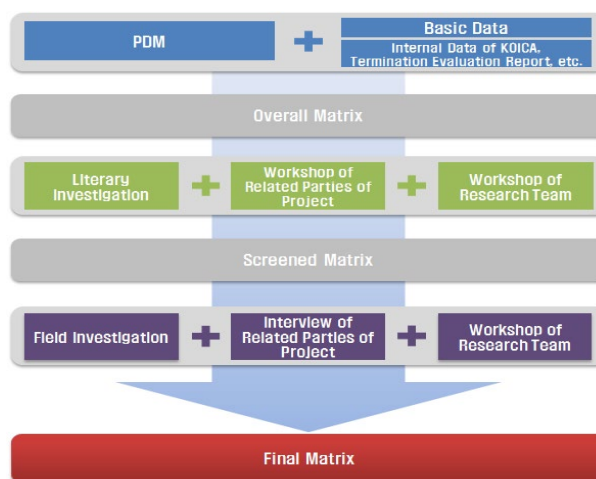 PDM
Basic Data
Internal Data of KOICA,
Termination Evaluation Report, etc.
Overall Matrix
Literary
Investigation
Workshop of
Related Parties of
Project
Workshop of
Research Team
Screened Matrix
Field Investigation
Interview of
Related Parties of
Project
Workshop of
Research Team
Final Matrix